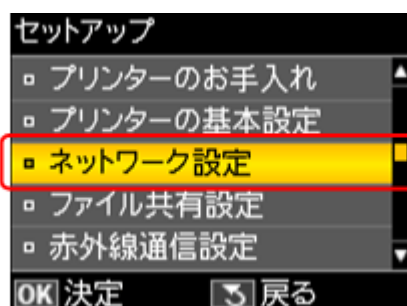 セットアップ
プリンターのお手入れ
プリンターの基本設定
ネットワーク設定
ファイル共有設定
赤外線通信設定
OK 決定 戻る